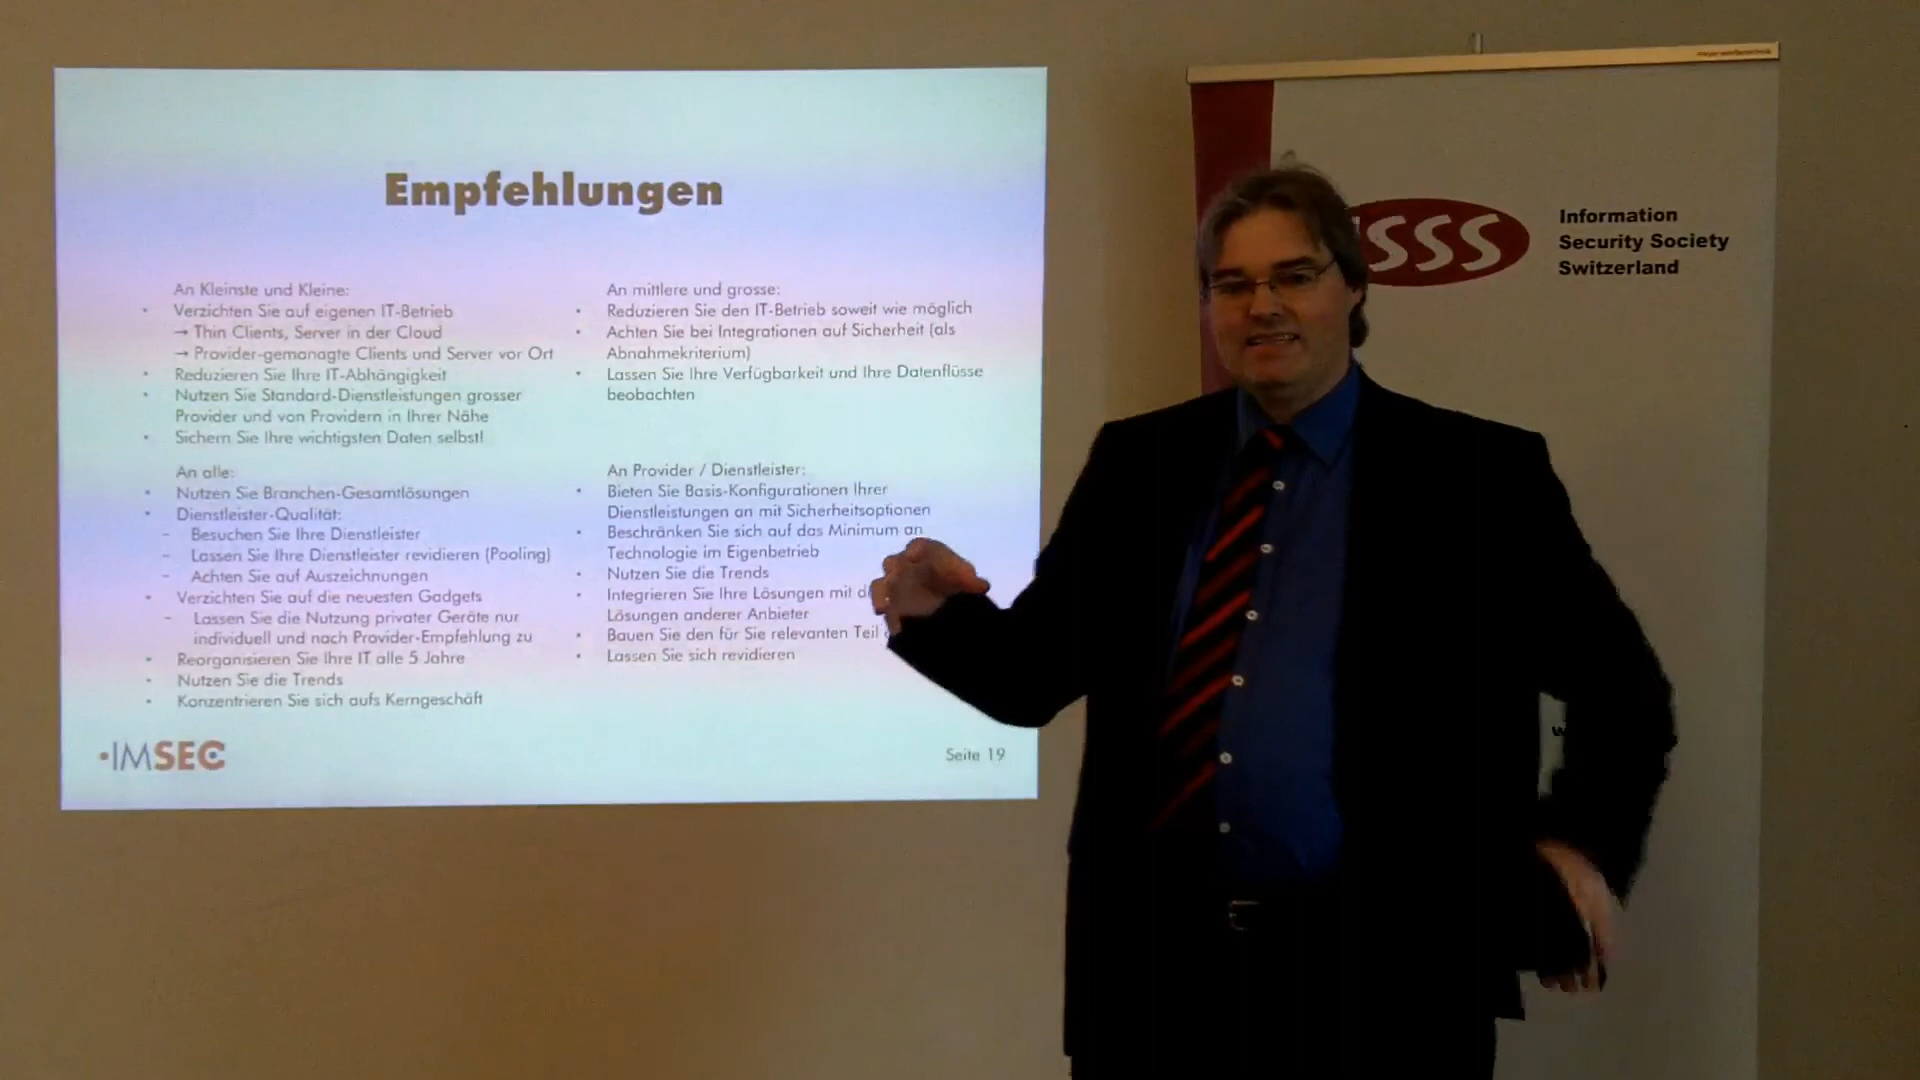 Empfehlungen
An Kleinste und Kleine:
• Verzichten Sie auf eigenen IT-Betrieb
→ Thin Clients, Server in der Cloud
→ Provider-gemanagte Clients und Server vor Ort
• Reduzieren Sie Ihre IT-Abhängigkeit
• Nutzen Sie Standard-Dienstleistungen grosser
Provider und von Providern in Ihrer Nähe
• Sichern Sie Ihre wichtigsten Daten selbst!
An mittlere und grosse:
• Reduzieren Sie den IT-Betrieb soweit wie möglich
• Achten Sie bei Integrationen auf Sicherheit (als
Abnahmekriterium)
• Lassen Sie Ihre Verfügbarkeit und Ihre Datenflüsse
beobachten
An alle:
• Nutzen Sie Branchen-Gesamtlösungen
• Dienstleister-Qualität:
– Besuchen Sie Ihre Dienstleister
– Lassen Sie Ihre Dienstleister revidieren (Pooling)
– Achten Sie auf Auszeichnungen
• Verzichten Sie auf die neuesten Gadgets
– Lassen Sie die Nutzung privater Geräte nur
individuell und nach Provider-Empfehlung zu
• Reorganisieren Sie Ihre IT alle 5 Jahre
• Nutzen Sie die Trends
• Konzentrieren Sie sich aufs Kerngeschäft
An Provider / Dienstleister:
• Bieten Sie Basis-Konfigurationen Ihrer
Dienstleistungen an mit Sicherheitsoptionen
• Beschränken Sie sich auf das Minimum an
Technologie im Eigenbetrieb
• Nutzen Sie die Trends
• Integrieren Sie Ihre Lösungen mit
Lösungen anderer Anbieter
• Bauen Sie den für Sie relevanten Teil
• Lassen Sie sich revidieren
•IMSEC
Seite 19
ISSS
Information
Security Society
Switzerland